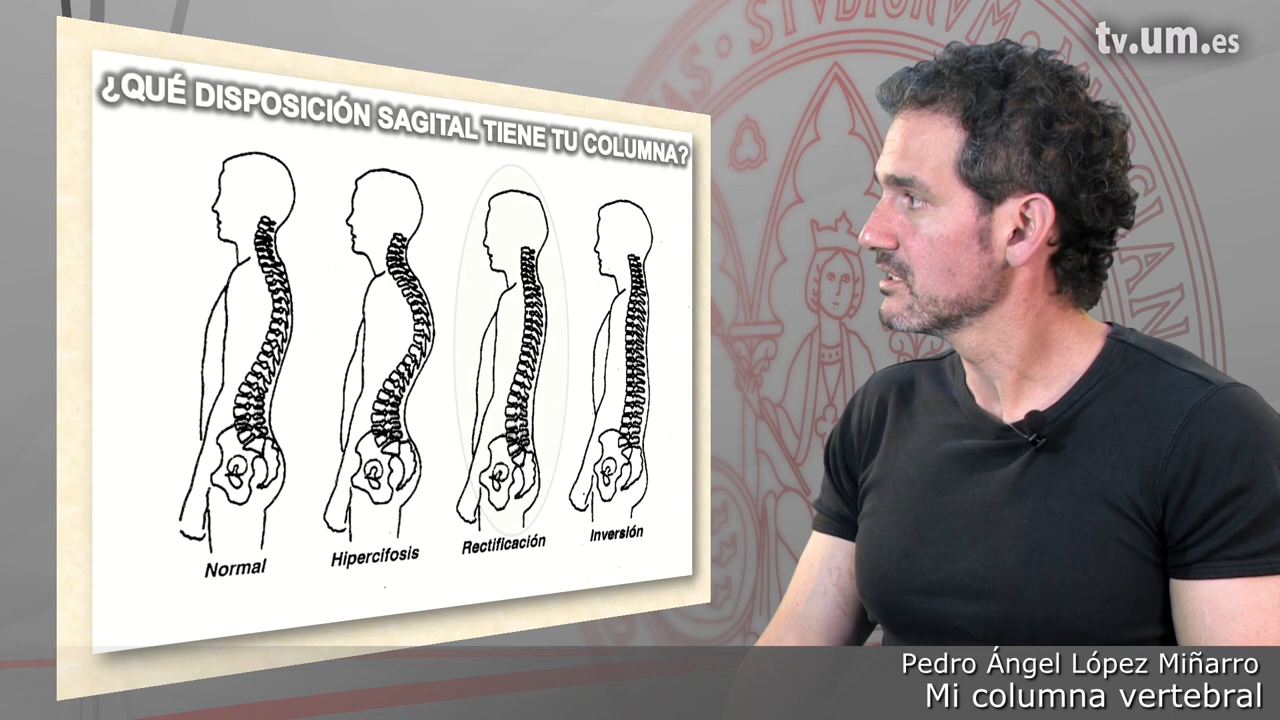 tv.um.es
¿QUÉ DISPOSICIÓN SAGITAL TIENE TU COLUMNA?
Normal
Hipercifosis
Rectificación
Inversión
Pedro Ángel López Miñarro
Mi columna vertebral